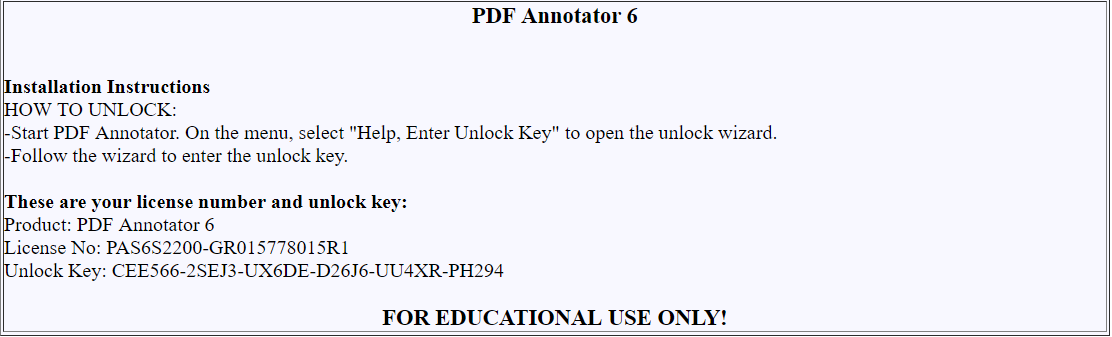 PDF Annotator 6
Installation Instructions
HOW TO UNLOCK:
-Start PDF Annotator. On the menu, select "Help, Enter Unlock Key" to open the unlock wizard.
-Follow the wizard to enter the unlock key.
These are your license number and unlock key:
Product: PDF Annotator 6
License No: PAS6S2200-GR015778015R1
Unlock Key: CEE566-2SEJ3-UX6DE-D26J6-UU4XR-PH294
FOR EDUCATIONAL USE ONLY!